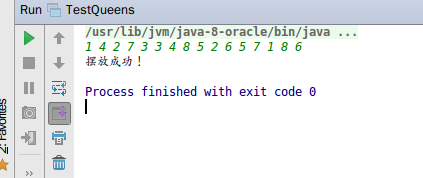 Run TestQueens
/usr/lib/jvm/java-8-oracle/bin/java ...
1 4 2 7 3 3 4 8 5 2 6 5 7 1 8 6
摆放成功！
Process finished with exit code 0
2: Favorites